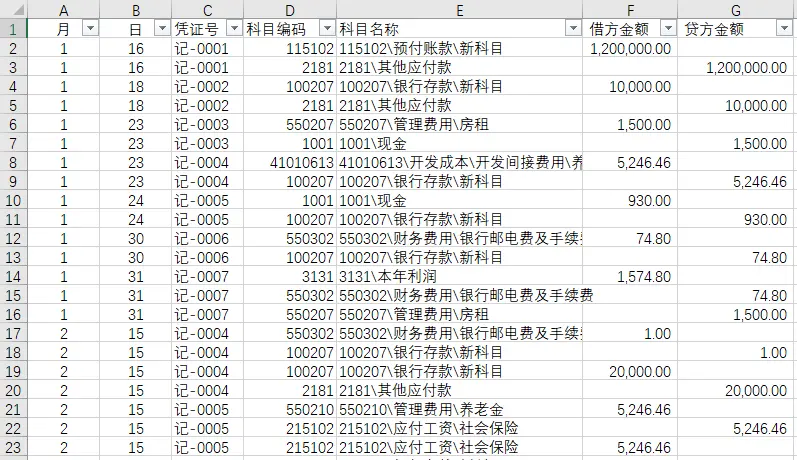 A B C D E F G
1 月 日 凭证号 科目编码 科目名称 借方金额 贷方金额
2 1 16 记-0001 115102 115102\预付账款\新科目 1,200,000.00
3 1 16 记-0001 2181 2181\其他应付款 1,200,000.00
4 1 18 记-0002 100207 100207\银行存款\新科目 10,000.00
5 1 18 记-0002 2181 2181\其他应付款 10,000.00
6 1 23 记-0003 550207 550207\管理费用\房租 1,500.00
7 1 23 记-0003 1001 1001\现金 1,500.00
8 1 23 记-0004 41010613 41010613\开发成本\开发间接费用\养 5,246.46
9 1 23 记-0004 100207 100207\银行存款\新科目 5,246.46
10 1 24 记-0005 1001 1001\现金 930.00
11 1 24 记-0005 100207 100207\银行存款\新科目 930.00
12 1 30 记-0006 550302 550302\财务费用\银行邮电费及手续 74.80
13 1 30 记-0006 100207 100207\银行存款\新科目 74.80
14 1 31 记-0007 3131 3131\本年利润 1,574.80
15 1 31 记-0007 550302 550302\财务费用\银行邮电费及手续费 74.80
16 1 31 记-0007 550207 550207\管理费用\房租 1,500.00
17 2 15 记-0004 550302 550302\财务费用\银行邮电费及手续 1.00
18 2 15 记-0004 100207 100207\银行存款\新科目 1.00
19 2 15 记-0004 100207 100207\银行存款\新科目 20,000.00
20 2 15 记-0004 2181 2181\其他应付款 20,000.00
21 2 15 记-0005 550210 550210\管理费用\养老金 5,246.46
22 2 15 记-0005 215102 215102\应付工资\社会保险 5,246.46
23 2 15 记-0005 215102 215102\应付工资\社会保险 5,246.46